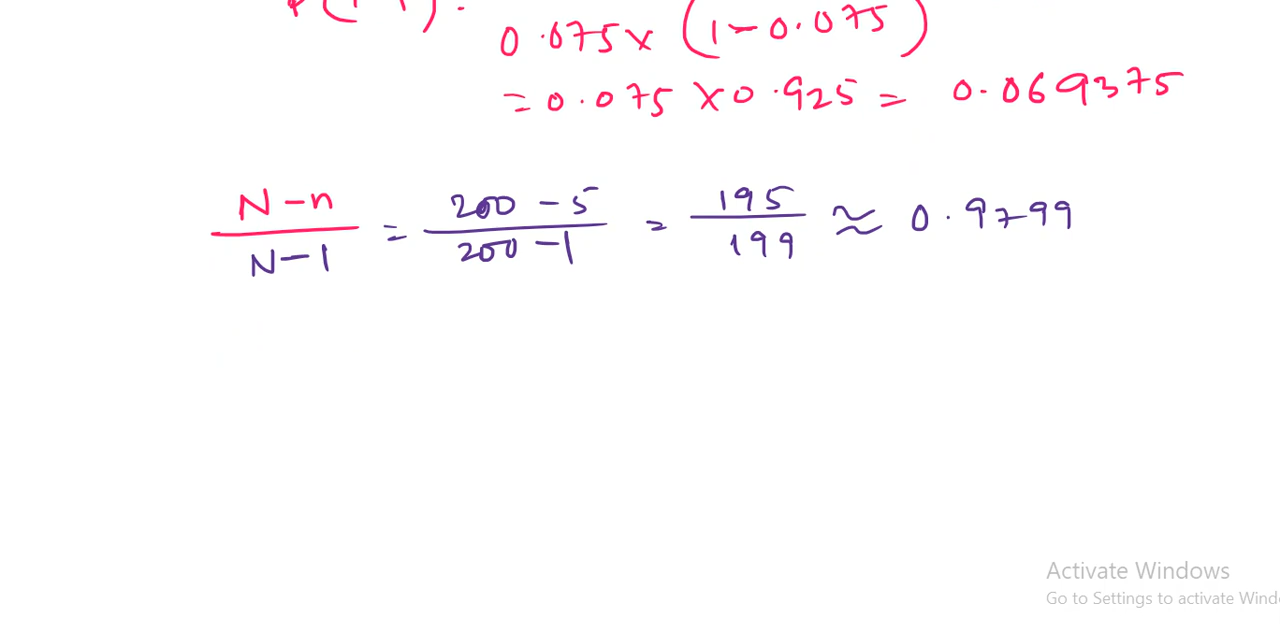 0.075 × (1 - 0.075)
= 0.075 × 0.925 = 0.069375
N-n / N-1 = 200-5 / 200-1 = 195 / 199 ≈ 0.9799
Activate Windows
Go to Settings to activate Wind